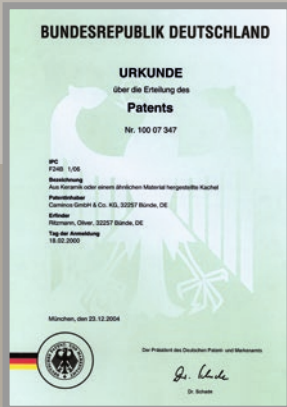 BUNDESREPUBLIK DEUTSCHLAND
URKUNDE
über die Erteilung des
Patents
Nr. 100 07 347
IPC
F24B 1/06
Bezeichnung
Aus Keramik oder einem ähnlichen Material hergestellte Kachel
Patentinhaber
Caminos GmbH & Co. KG, 32257 Bünde, DE
Erfinder
Ritzmann, Oliver, 32257 Bünde, DE
Tag der Anmeldung
18.02.2000
München, den 23.12.2004
Der Präsident des Deutschen Patent- und Markenamts
Dr. Schade
Dr. Schade